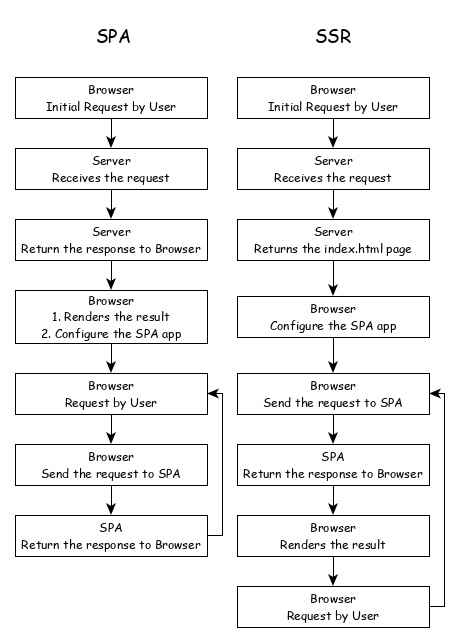 SPA
Browser
Initial Request by User
Server
Receives the request
Server
Return the response to Browser
Browser
1. Renders the result
2. Configure the SPA app
Browser
Request by User
Browser
Send the request to SPA
SPA
Return the response to Browser
SSR
Browser
Initial Request by User
Server
Receives the request
Server
Returns the index.html page
Browser
Configure the SPA app
Browser
Send the request to SPA
SPA
Return the response to Browser
Browser
Renders the result
Browser
Request by User